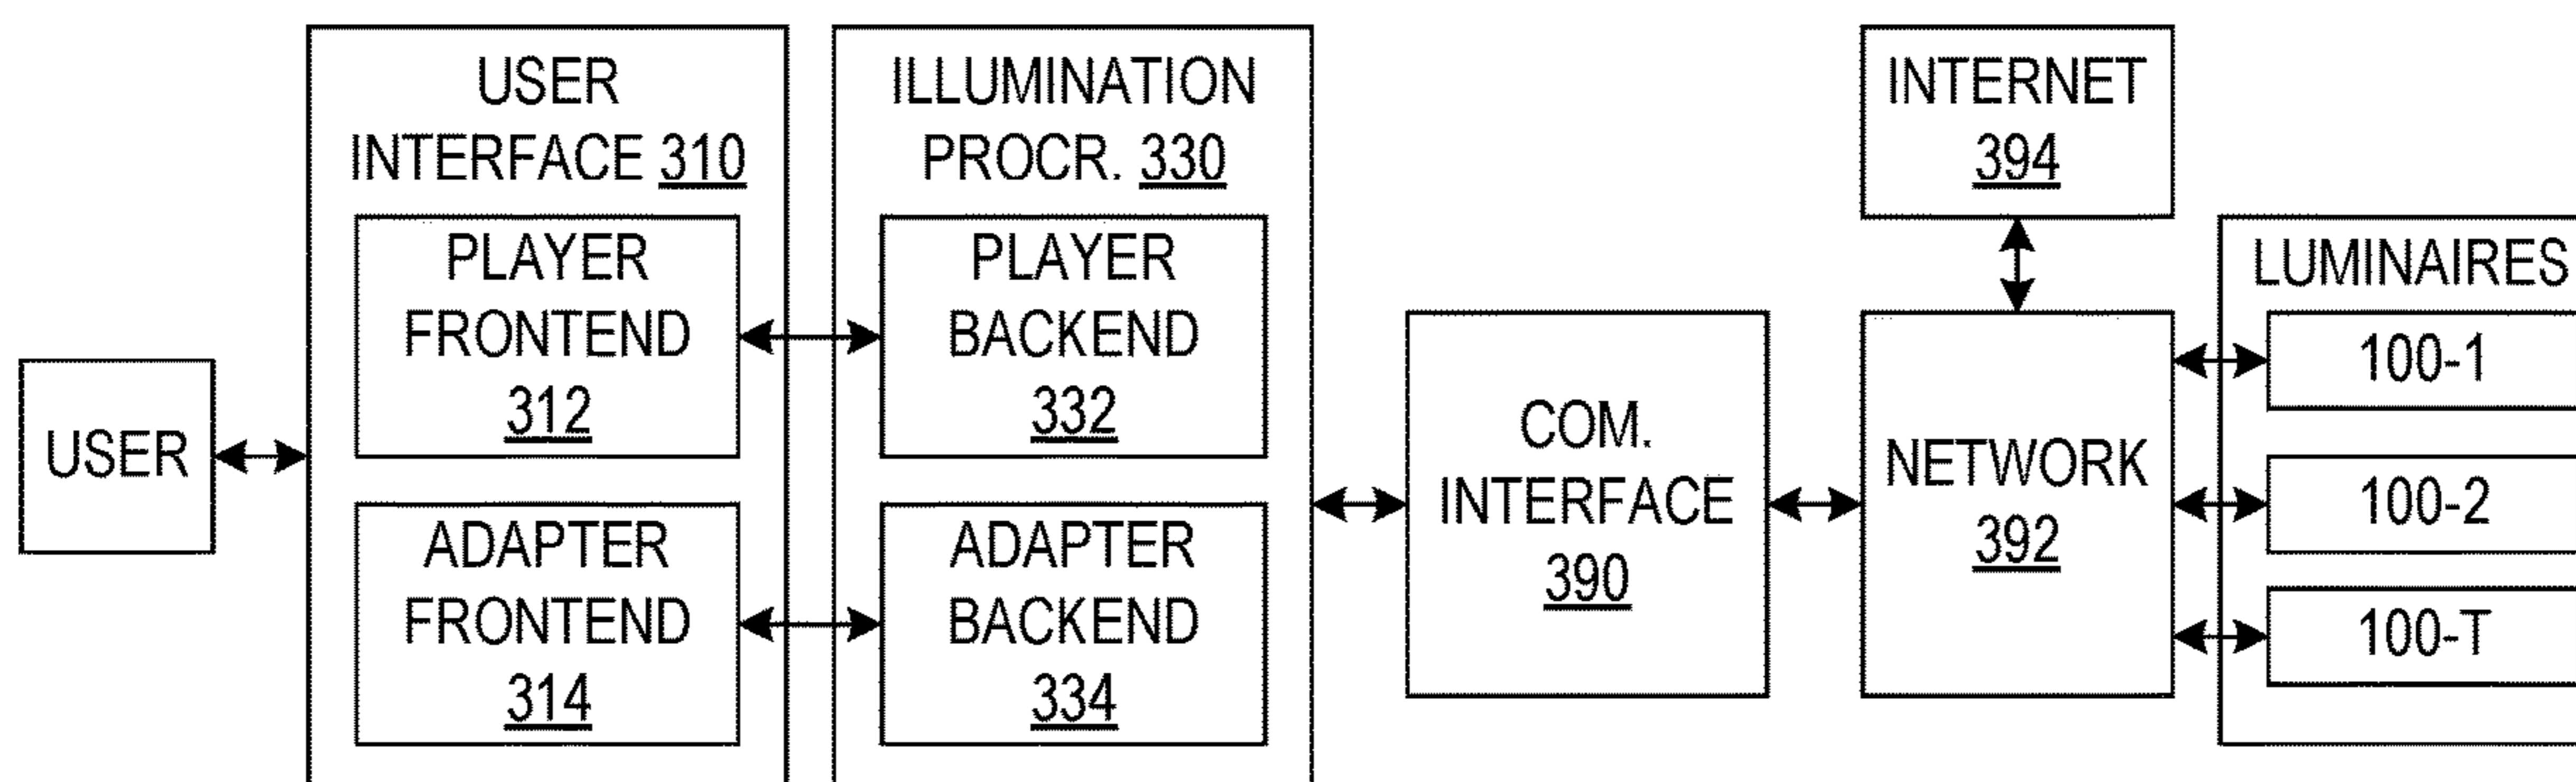 USER
USER
INTERFACE 310
PLAYER
FRONTEND
312
ADAPTER
FRONTEND
314
ILLUMINATION
PROCR. 330
PLAYER
BACKEND
332
ADAPTER
BACKEND
334
COM.
INTERFACE
390
INTERNET
394
NETWORK
392
LUMINAIRES
100-1
100-2
100-T